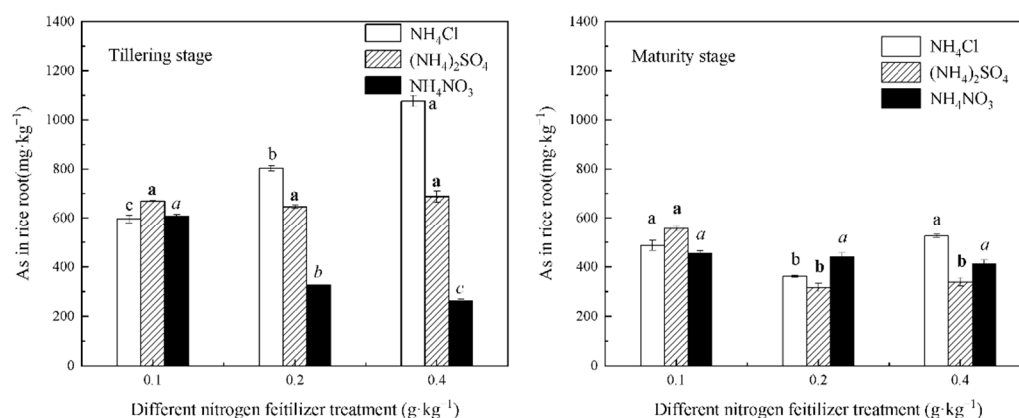 1400
1200
1000
800
600
400
200
0
As in rice root(mg·kg⁻¹)
Tillering stage
NH₄Cl
(NH₄)₂SO₄
NH₄NO₃
c a a
b a b
a a c
0.1 0.2 0.4
Different nitrogen feitilizer treatment (g·kg⁻¹)
1400
1200
1000
800
600
400
200
0
As in rice root(mg·kg⁻¹)
Maturity stage
NH₄Cl
(NH₄)₂SO₄
NH₄NO₃
a a a
b b a
a b a
0.1 0.2 0.4
Different nitrogen feitilizer treatment (g·kg⁻¹)